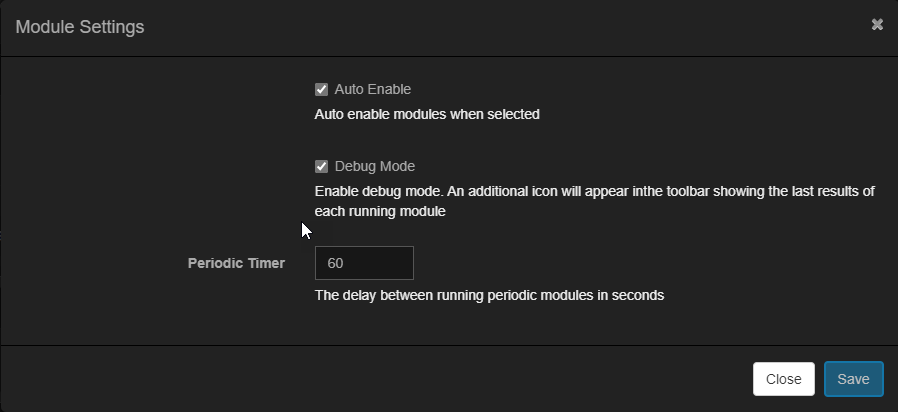 Module Settings
Auto Enable
Auto enable modules when selected
Debug Mode
Enable debug mode. An additional icon will appear inthe toolbar showing the last results of
each running module
Periodic Timer 60
The delay between running periodic modules in seconds
Close Save